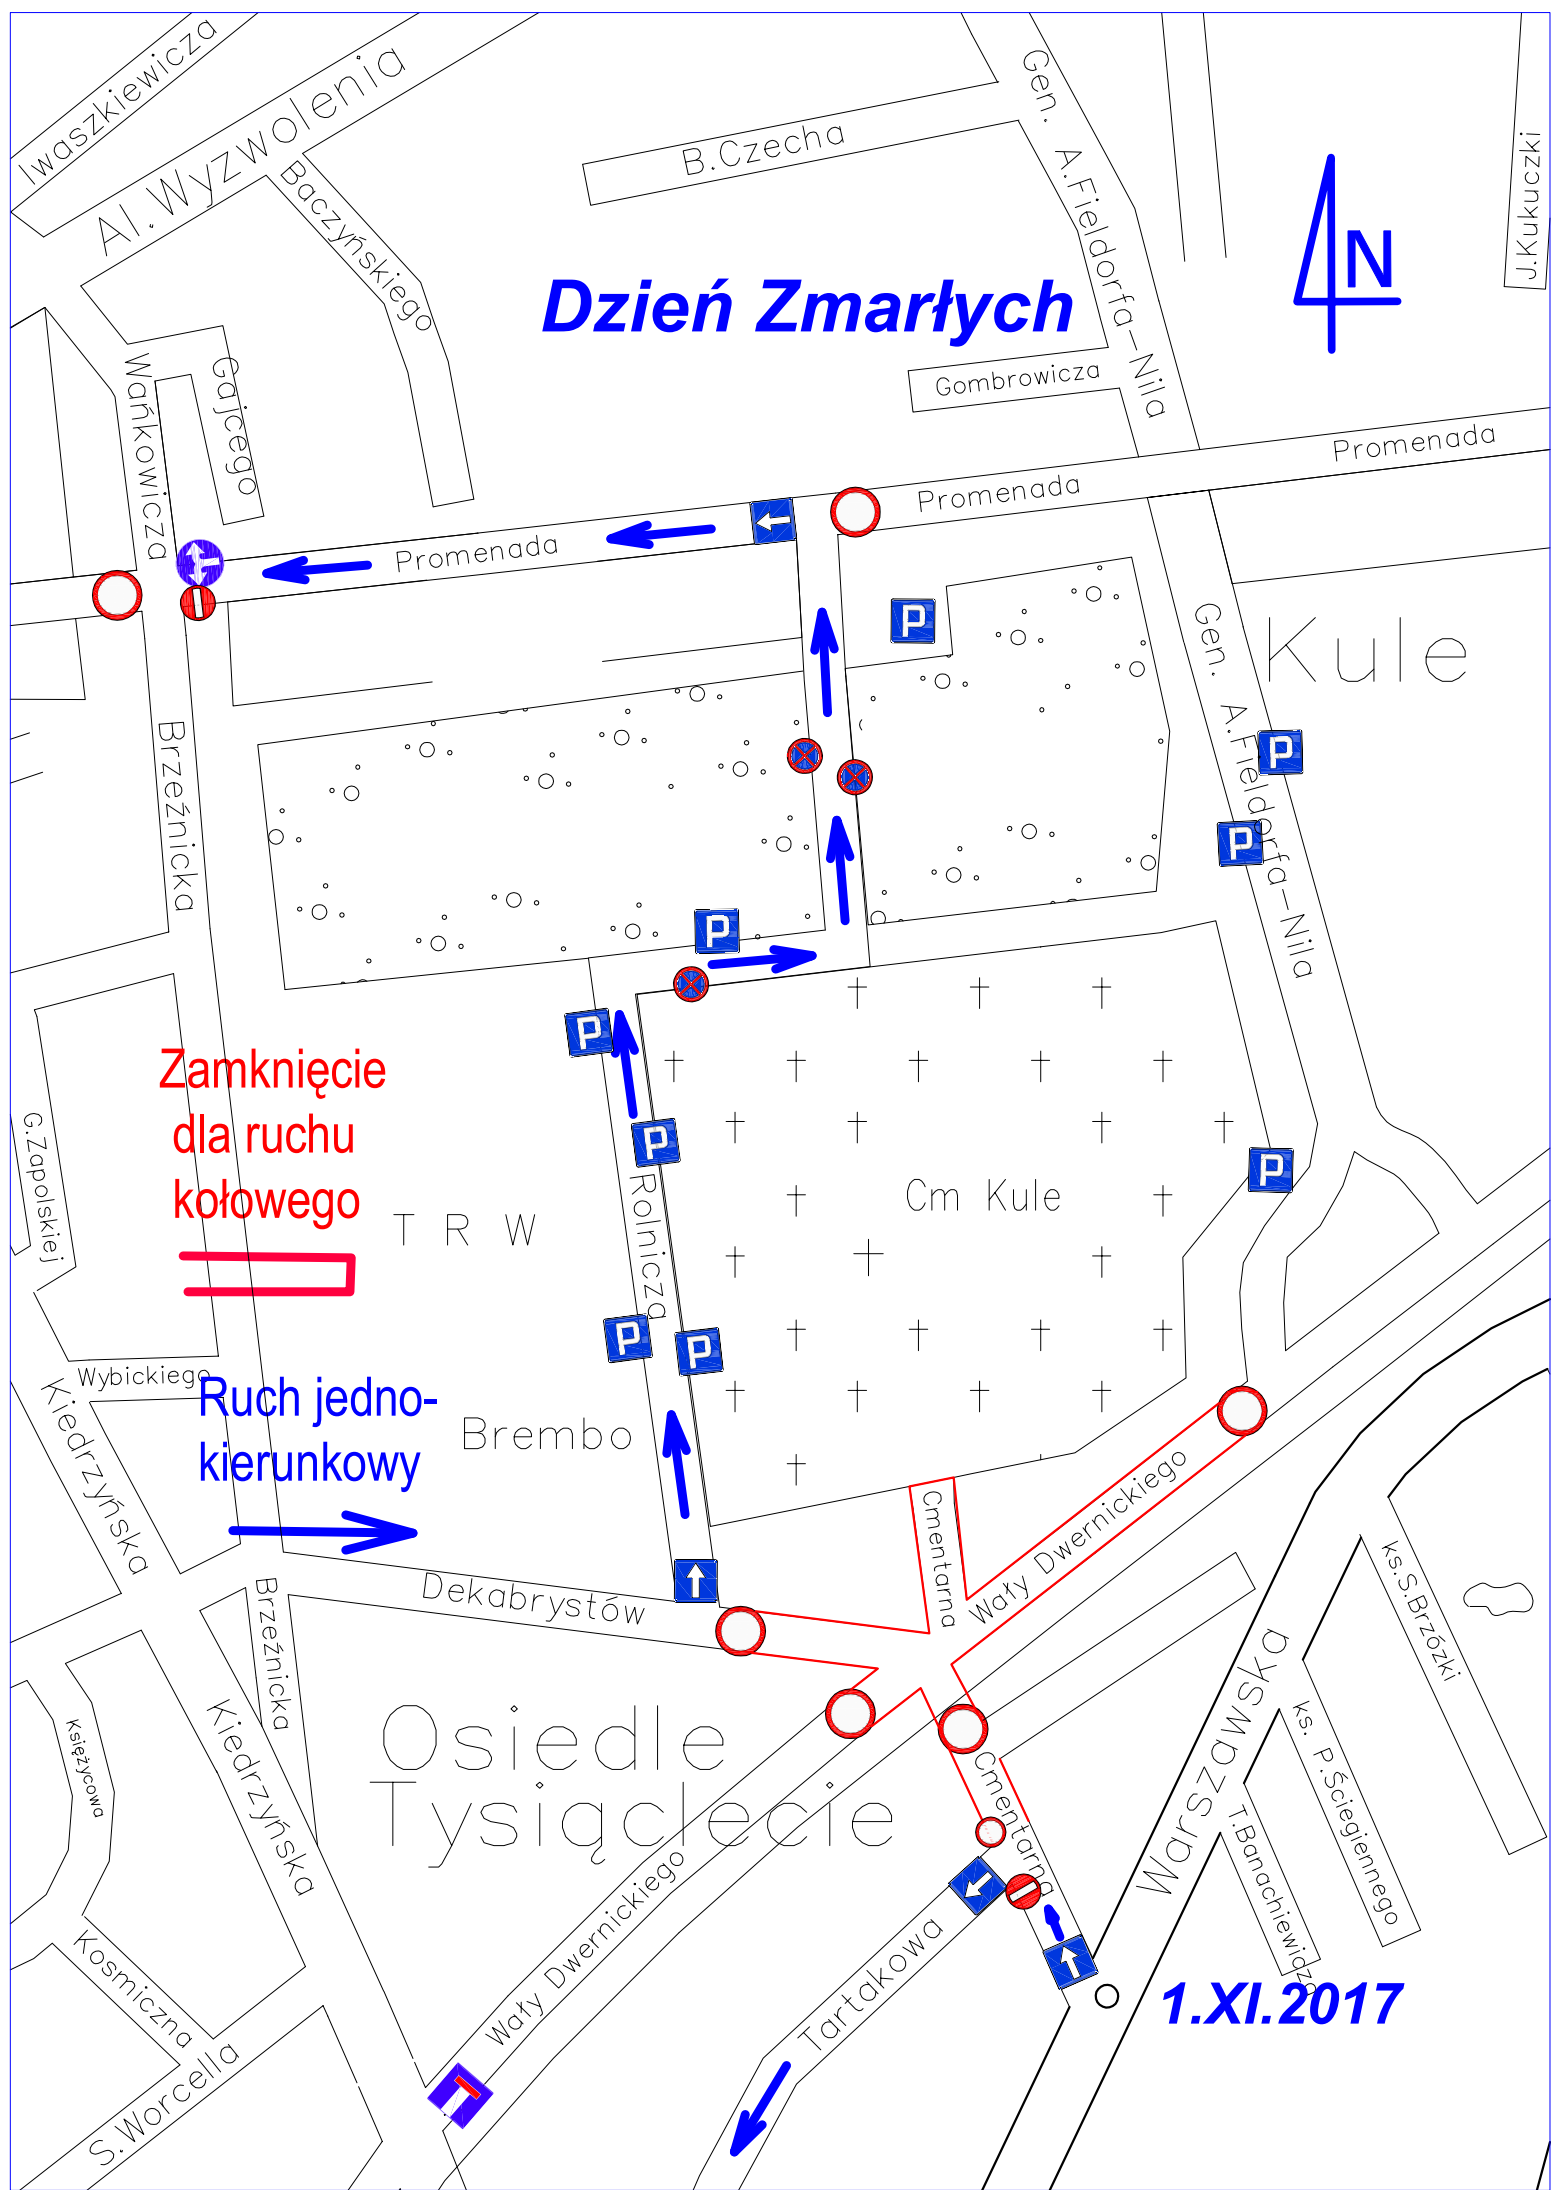 Iwaszkiewicza
Al.Wyzwolenia
Baczyńskiego
B.Czecha
Gen. A.Fieldorfa-Nila
J.Kukuczki
N
Dzień Zmarłych
Wańkowicza
Gajcego
Gombrowicza
Promenada
Promenada
Promenada
P
Kule
Brzeźnicka
Gen. A.Fieldorfa-Nila
P
P
P
P
Zamknięcie
dla ruchu
kołowego
G.Zapolskiej
P
P
T R W
Rolnicza
Cm Kule
P
P
P
Wybickiego
Kiedrzyńska
Ruch jedno-
kierunkowy
Brembo
Cmentarna
Wały Dwernickiego
Dekabrystów
Brzeźnicka
ks.S.Brzózki
Kiedrzyńska
Księżycowa
Osiedle
Tysiąclecie
Cmentarna
Warszawska
ks. P.Ściegiennego
T.Banachiewicza
Wały Dwernickiego
Tartakowa
Kosmiczna
S.Worcella
1.XI.2017